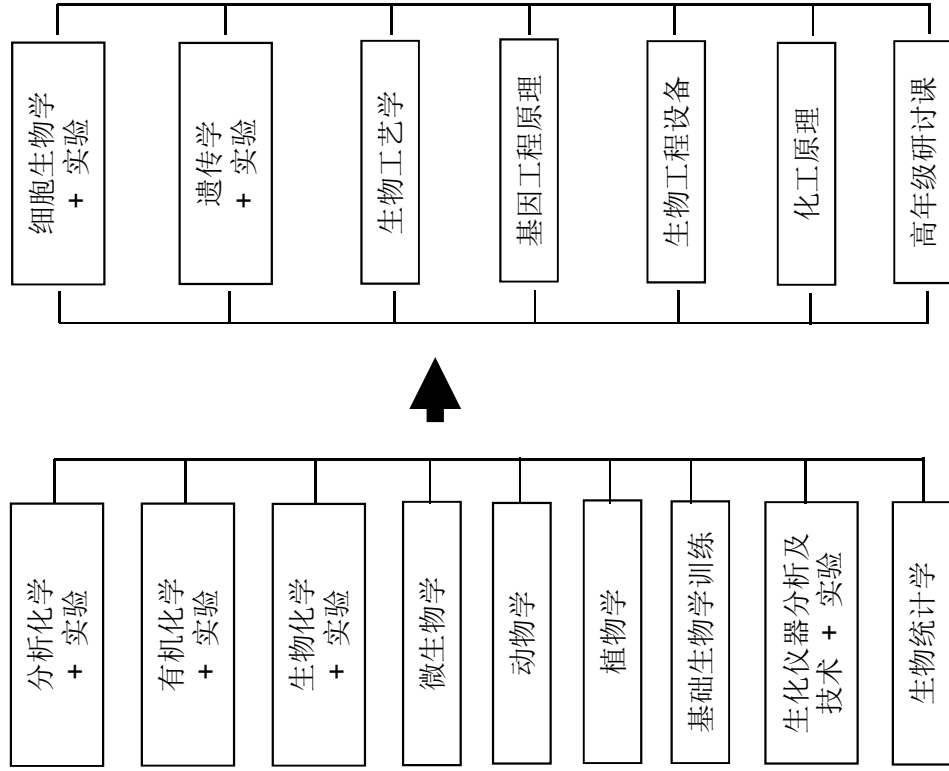 细胞生物学
+ 实验
遗传学
+ 实验
生物工艺学
基因工程原理
生物工程设备
化工原理
高年级研讨课
分析化学
+ 实验
有机化学
+ 实验
生物化学
+ 实验
微生物学
动物学
植物学
基础生物学训练
生化仪器分析及
技术 + 实验
生物统计学